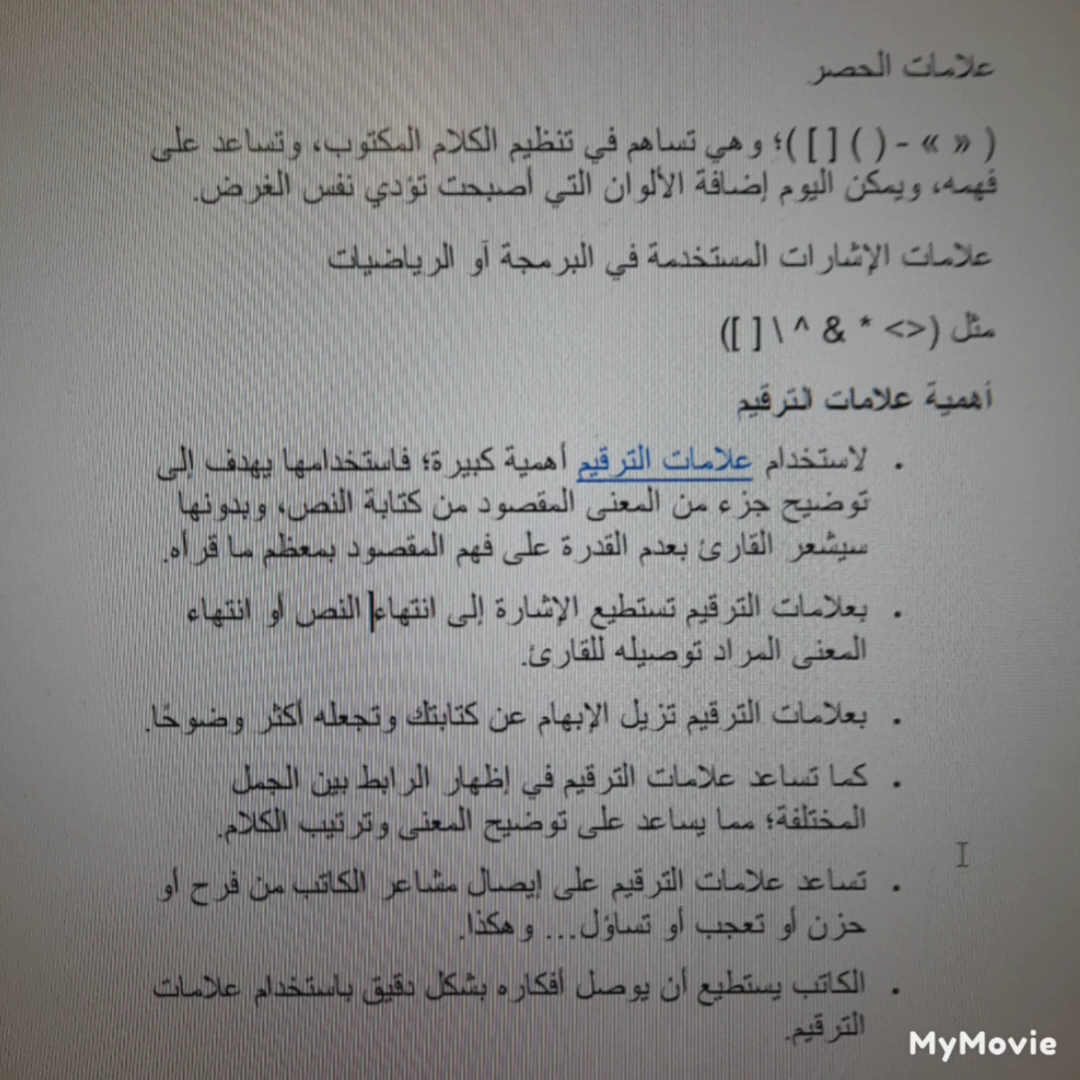 علامات الحصر
( « » - ( ) [ ] )؛ وهي تساهم في تنظيم الكلام المكتوب، وتساعد على
فهمه، ويمكن اليوم إضافة الألوان التي أصبحت تؤدي نفس الغرض.
علامات الإشارات المستخدمة في البرمجة أو الرياضيات
مثل (<> * & ^ \ [ ])
أهمية علامات الترقيم
• لاستخدام علامات الترقيم أهمية كبيرة؛ فاستخدامها يهدف إلى
توضيح جزء من المعنى المقصود من كتابة النص، وبدونها
سيشعر القارئ بعدم القدرة على فهم المقصود بمعظم ما قرأه.
• بعلامات الترقيم تستطيع الإشارة إلى انتهاء النص أو انتهاء
المعنى المراد توصيله للقارئ.
• بعلامات الترقيم تزيل الإبهام عن كتابتك وتجعله أكثر وضوحًا.
• كما تساعد علامات الترقيم في إظهار الرابط بين الجمل
المختلفة؛ مما يساعد على توضيح المعنى وترتيب الكلام.
• تساعد علامات الترقيم على إيصال مشاعر الكاتب من فرح أو
حزن أو تعجب أو تساؤل... وهكذا.
• الكاتب يستطيع أن يوصل أفكاره بشكل دقيق باستخدام علامات
الترقيم.
MyMovie